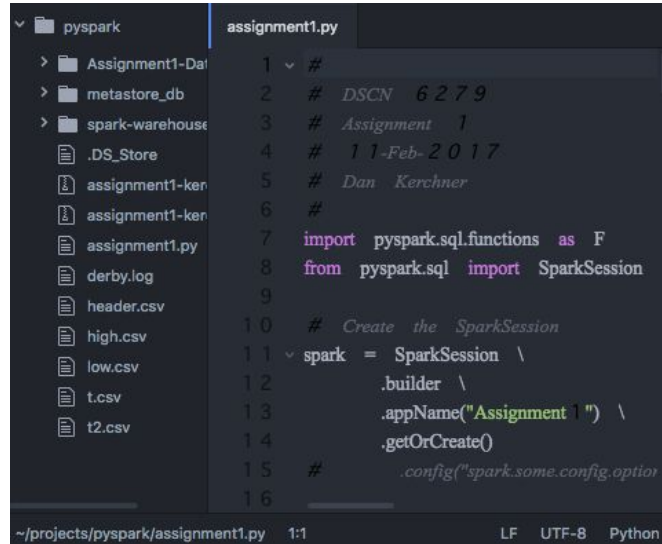 pyspark
Assignment1-Dat
metastore_db
spark-warehouse
.DS_Store
assignment1-ker
assignment1-ker
assignment1.py
derby.log
header.csv
high.csv
low.csv
t.csv
t2.csv
assignment1.py
1 #
2 # DSCN 6279
3 # Assignment 1
4 # 11-Feb-2017
5 # Dan Kerchner
6 #
7 import pyspark.sql.functions as F
8 from pyspark.sql import SparkSession
9
10 # Create the SparkSession
11 spark = SparkSession \
12 .builder \
13 .appName("Assignment 1") \
14 .getOrCreate()
15 # .config("spark.some.config.option
16
~/projects/pyspark/assignment1.py 1:1 LF UTF-8 Python